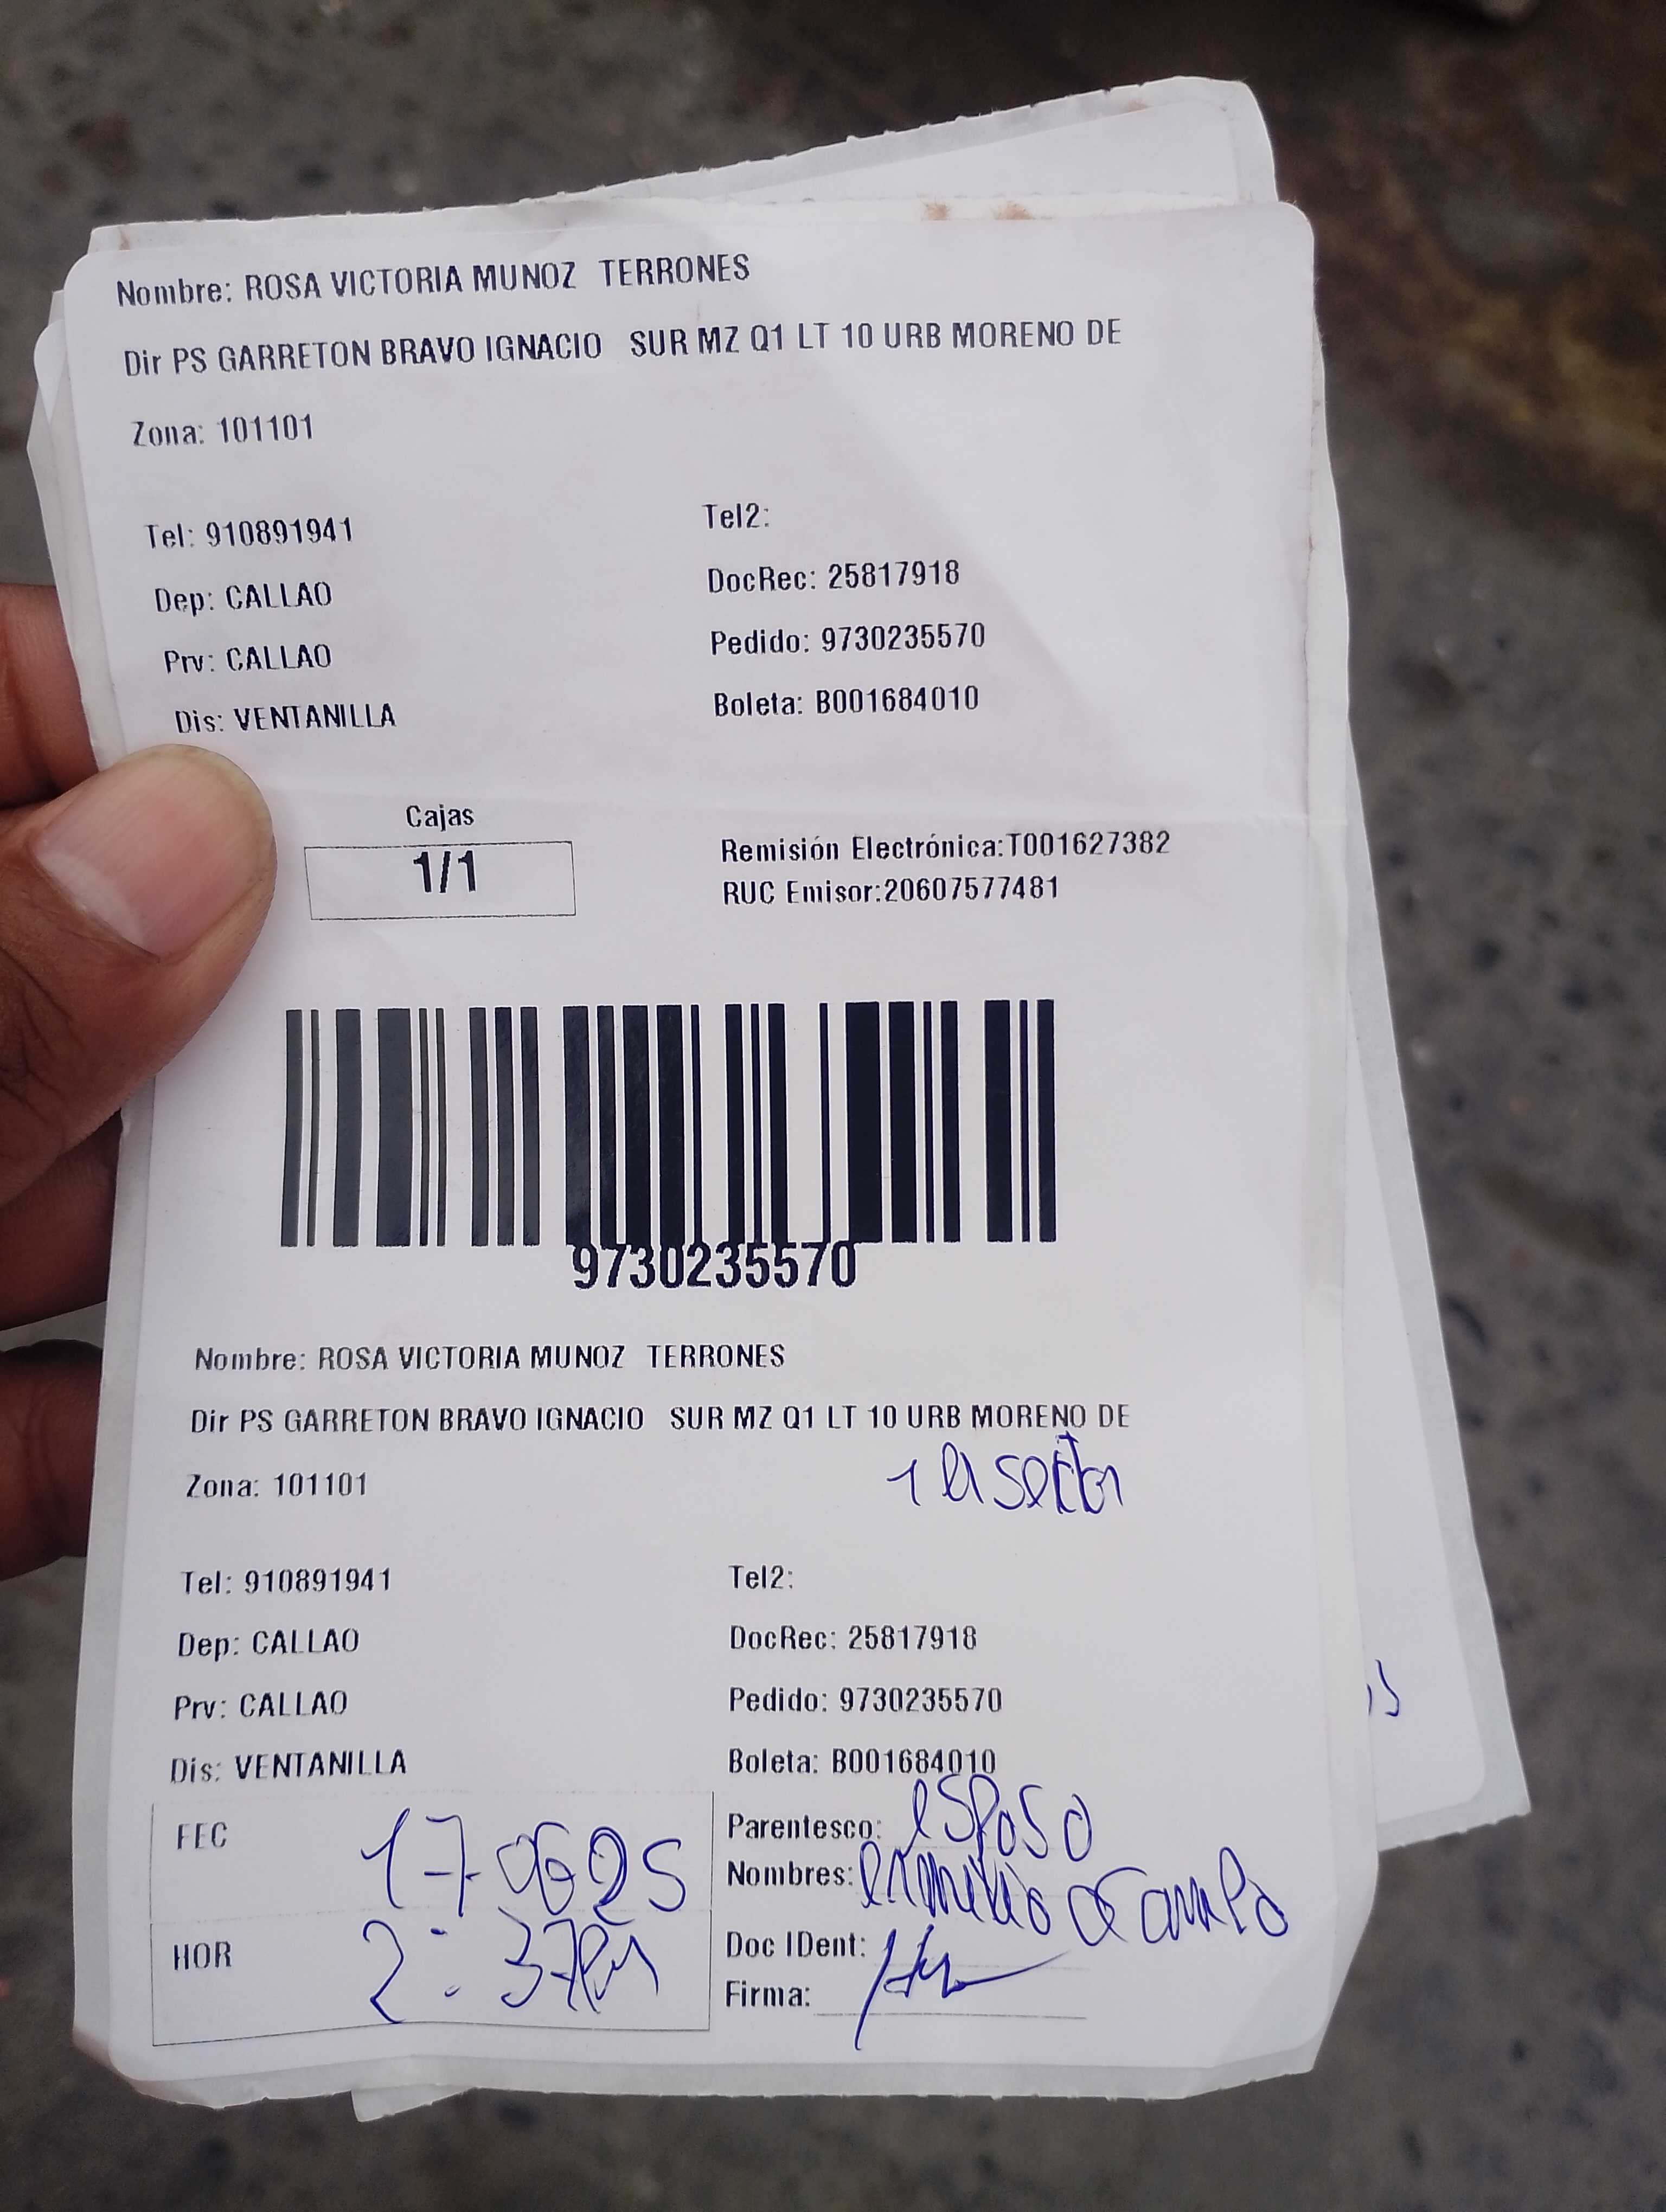 Nombre: ROSA VICTORIA MUNOZ TERRONES
Dir PS GARRETON BRAVO IGNACIO SUR MZ Q1 LT 10 URB MORENO DE
Zona: 101101
Tel: 910891941 Tel2:
Dep: CALLAO DocRec: 25817918
Prv: CALLAO Pedido: 9730235570
Dis: VENTANILLA Boleta: B001684010
Cajas
1/1
Remisión Electrónica:T001627382
RUC Emisor:20607577481
9730235570
Nombre: ROSA VICTORIA MUNOZ TERRONES
Dir PS GARRETON BRAVO IGNACIO SUR MZ Q1 LT 10 URB MORENO DE
Zona: 101101
Tel: 910891941 Tel2:
Dep: CALLAO DocRec: 25817918
Prv: CALLAO Pedido: 9730235570
Dis: VENTANILLA Boleta: B001684010
FEC 17-06 25
HOR 2:37PM
Parentesco: esposo
Nombres: ocampo
Doc IDent:
Firma: